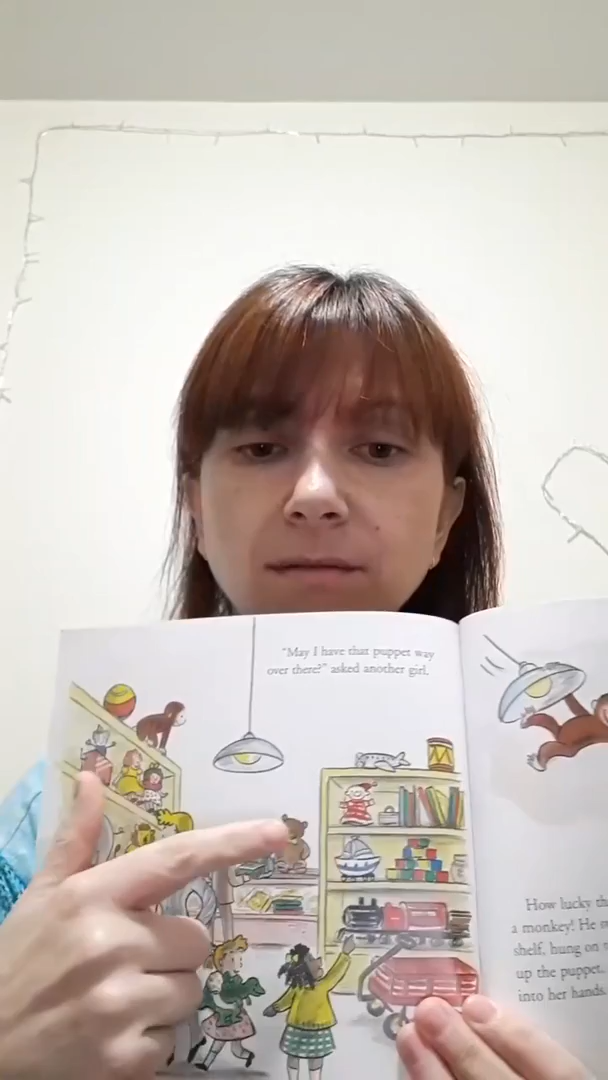 "May I have that puppet way
over there?" asked another girl.
How lucky
a monkey! He
shelf, hung on
up the puppet.
into her hands.